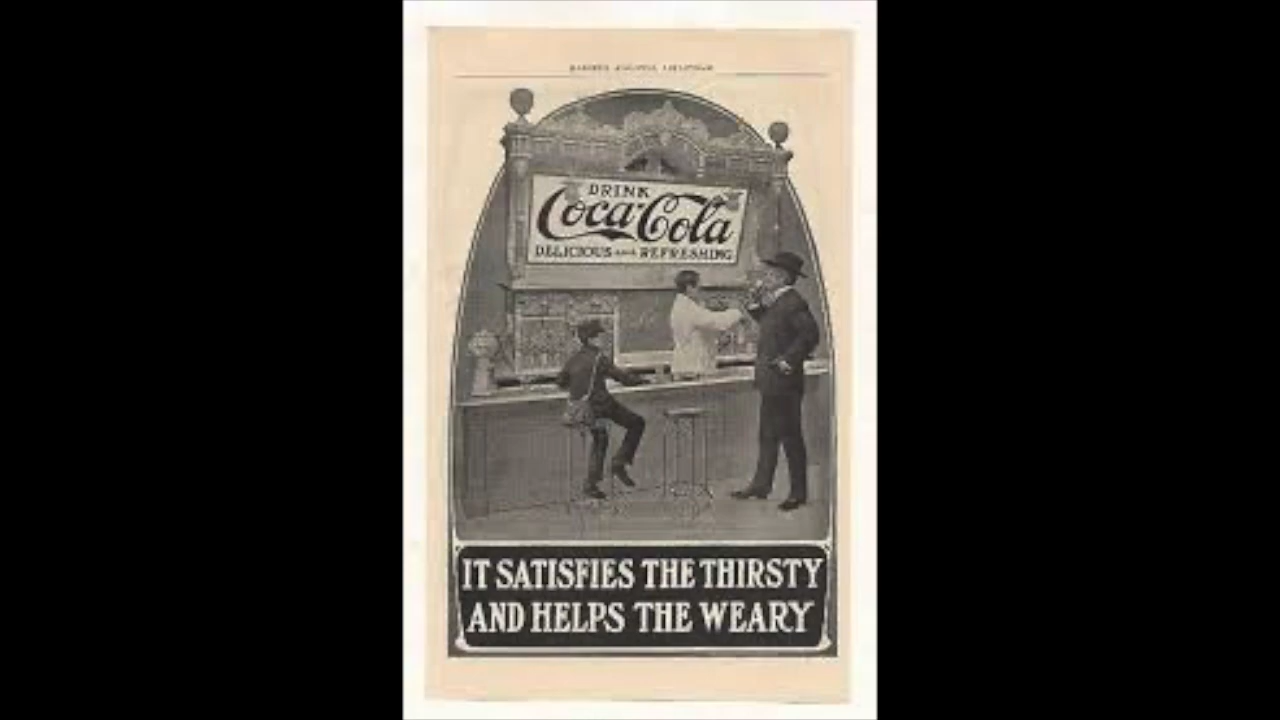 DRINK
Coca-Cola
DELICIOUS AND REFRESHING
IT SATISFIES THE THIRSTY
AND HELPS THE WEARY